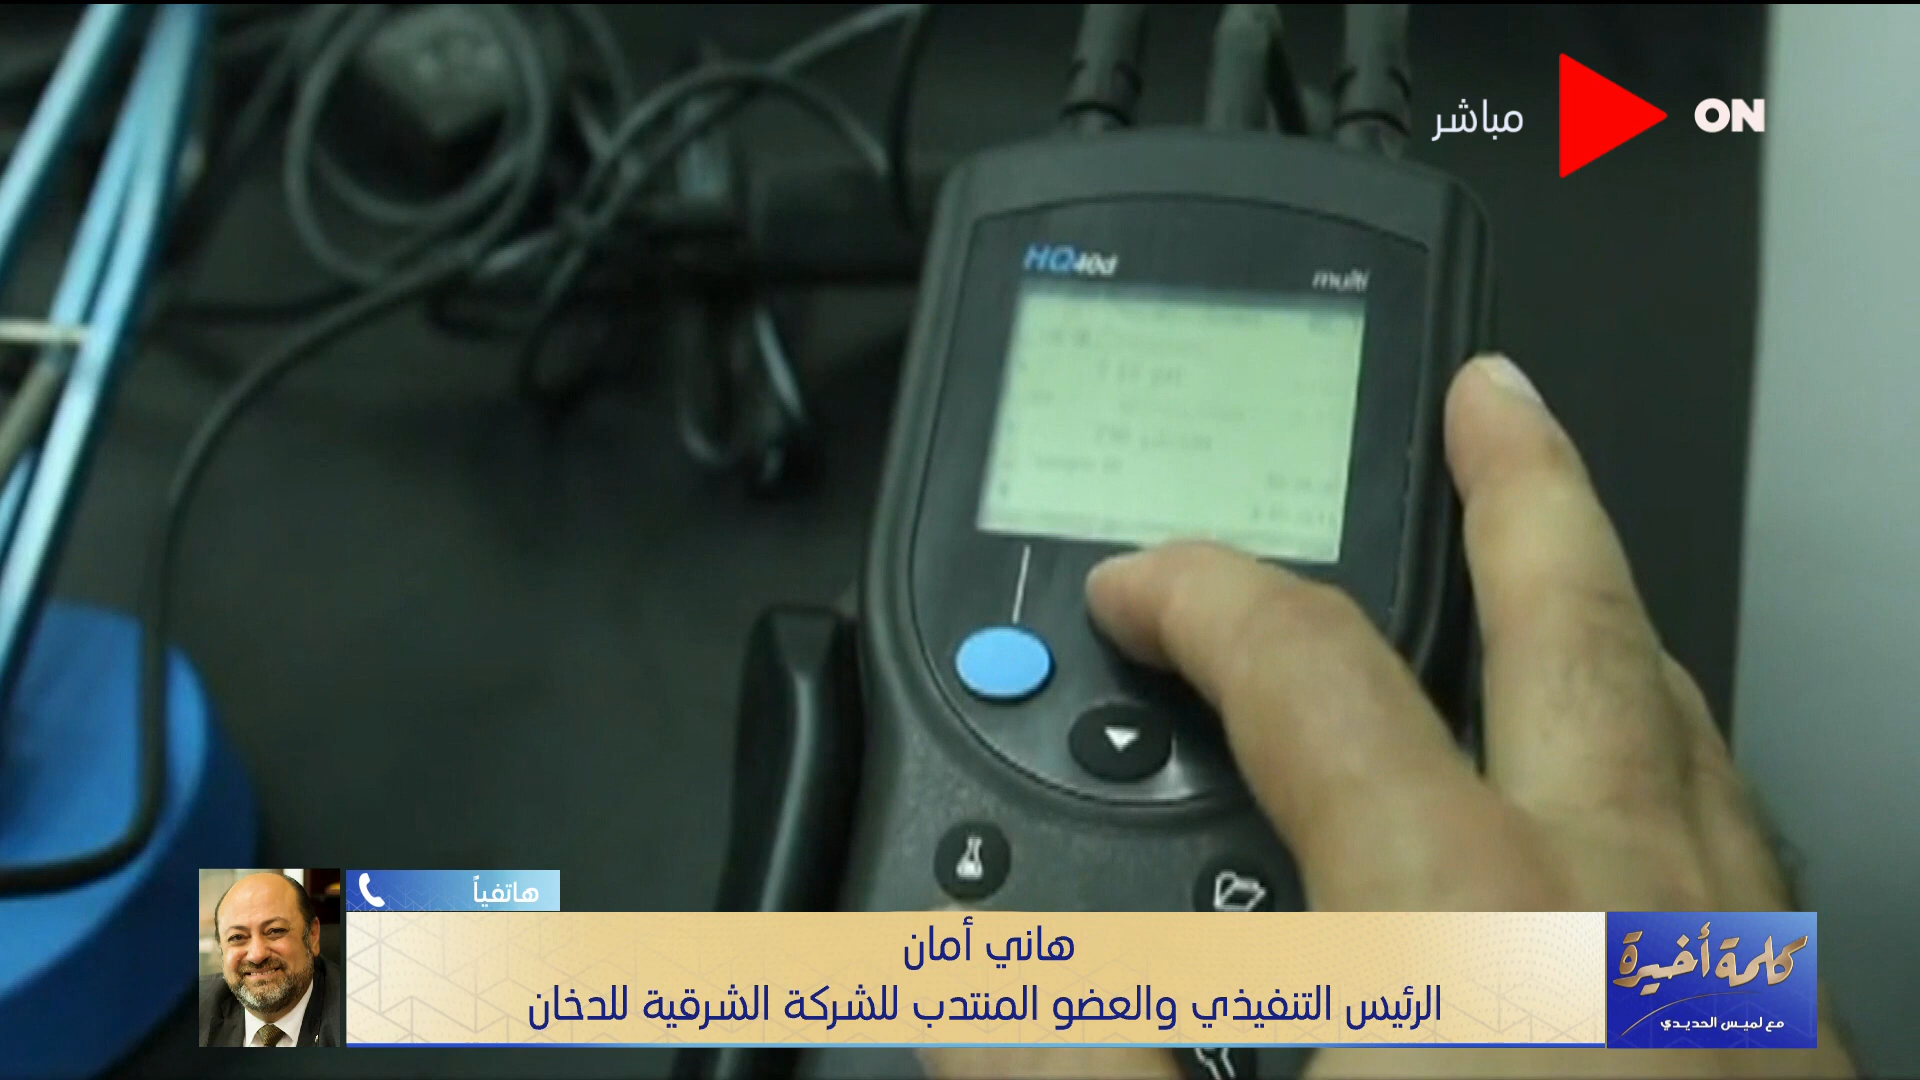 مباشر
ON
HQ40d
multi
هاتفياً
هاني أمان
الرئيس التنفيذي والعضو المنتدب للشركة الشرقية للدخان
كلمة أخيرة
مع لميس الحديدي